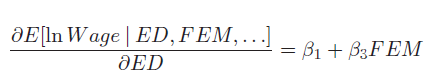 ∂E[ln Wage | ED, FEM, ...] / ∂ED = β₁ + β₃FEM